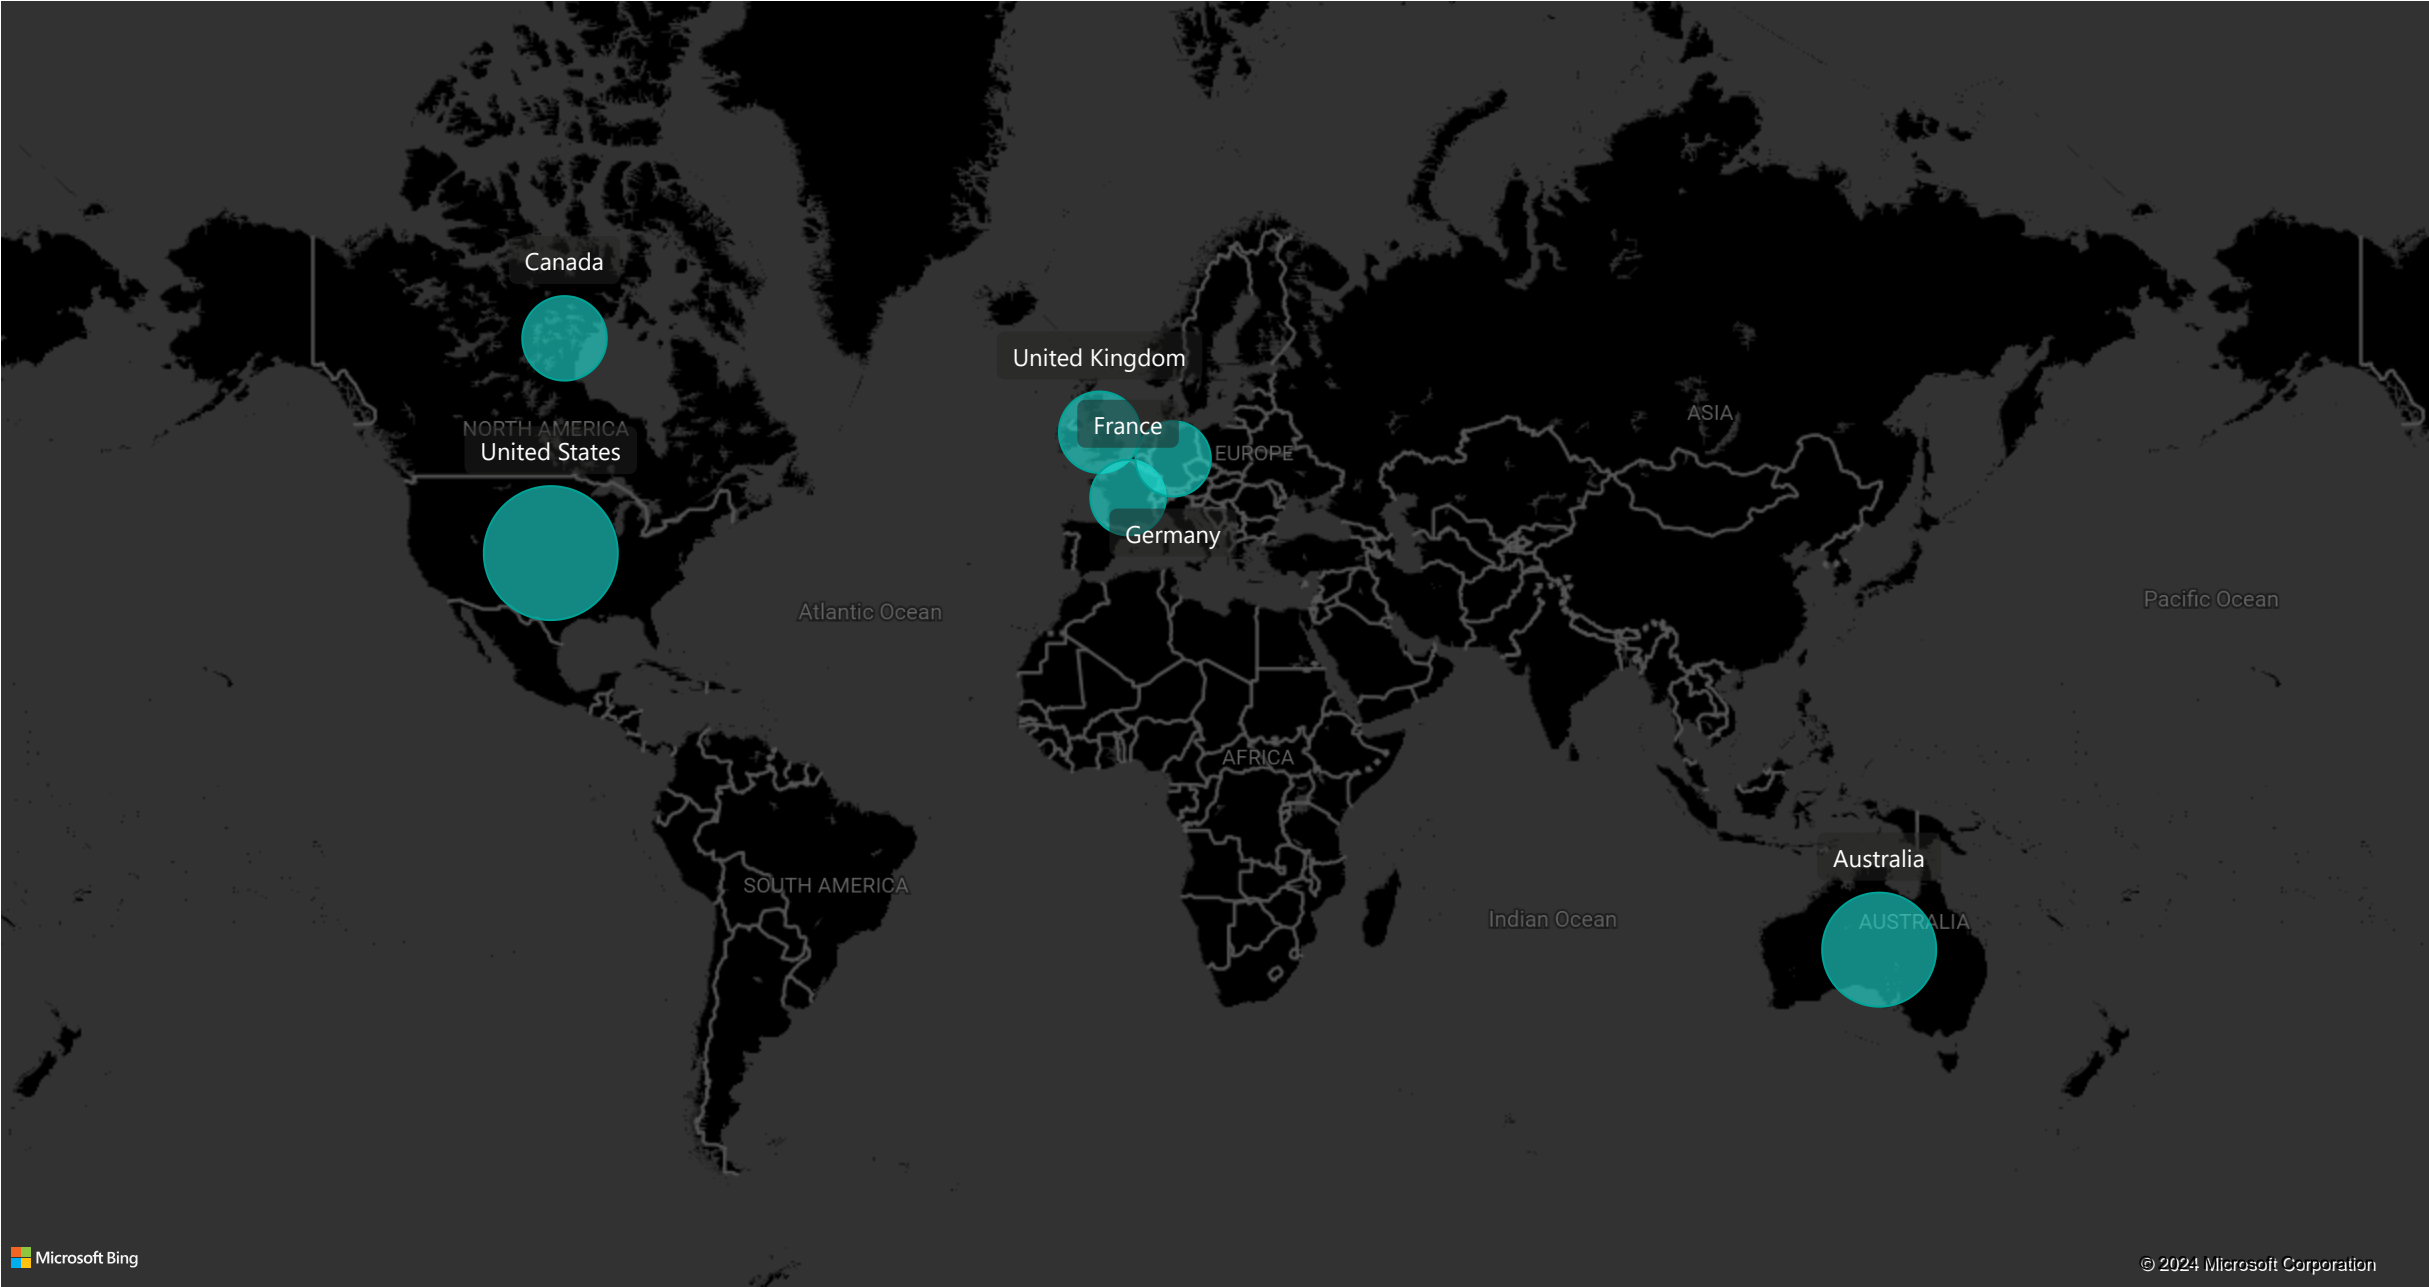 Canada
United Kingdom
ASIA
France
NORTH AMERICA
United States
EUROPE
Germany
Atlantic Ocean
Pacific Ocean
AFRICA
Australia
SOUTH AMERICA
Indian Ocean
AUSTRALIA
Microsoft Bing
© 2024 Microsoft Corporation